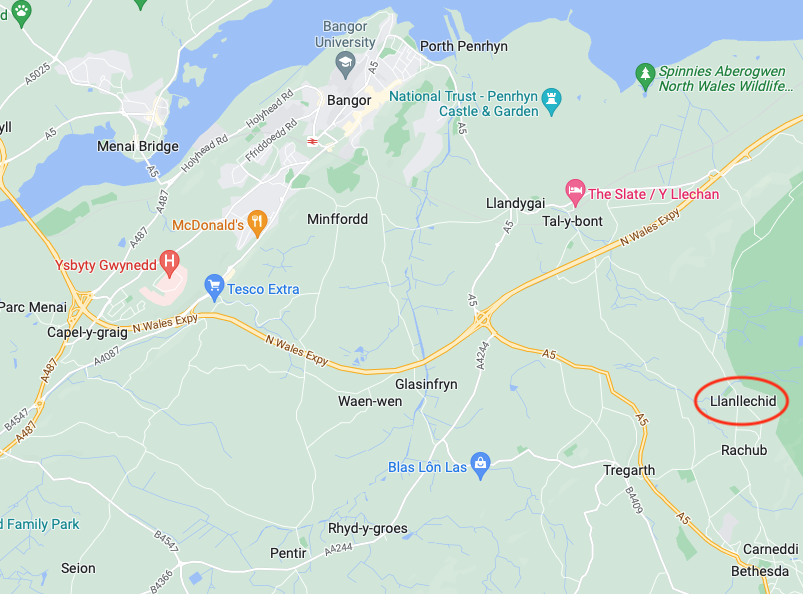 d
Bangor
University
Porth Penrhyn
A5
A5025
Spinnies Aberogwen
North Wales Wildlife...
National Trust - Penrhyn
Castle & Garden
Bangor
Holyhead Rd
yll
A5
Menai Bridge
Holyhead Rd
Ffriddoedd Rd
A5
A5
A487
The Slate / Y Llechan
Llandygai
Tal-y-bont
Minffordd
McDonald's
A487
A5
N Wales Expy
Ysbyty Gwynedd
Tesco Extra
Parc Menai
A5
Capel-y-graig
N Wales Expy
N Wales Expy
A4087
A4244
A5
A487
Glasinfryn
Waen-wen
Llanllechid
B4547
A487
A5
Rachub
Blas Lôn Las
Tregarth
B4409
A5
d Family Park
Rhyd-y-groes
B4547
Pentir
A4244
Carneddi
Seion
B4366
Bethesda